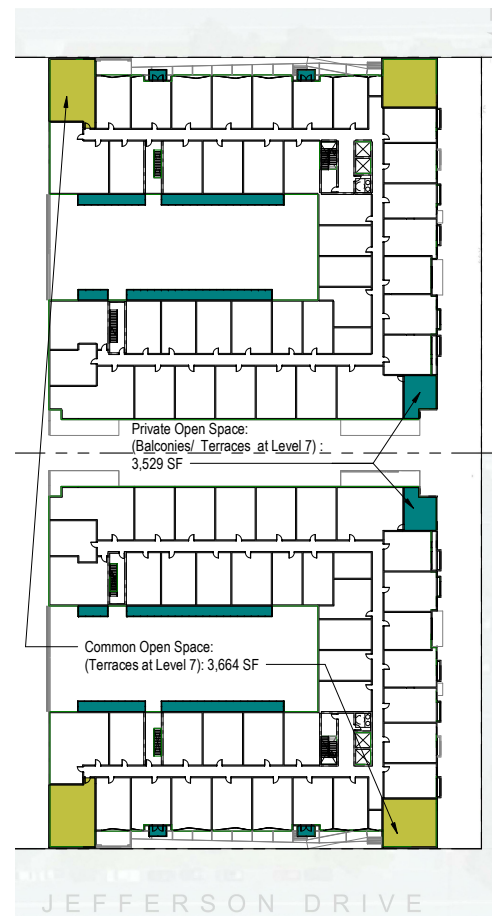 Private Open Space:
(Balconies/ Terraces at Level 7) :
3,529 SF
Common Open Space:
(Terraces at Level 7): 3,664 SF
JEFFERSON DRIVE